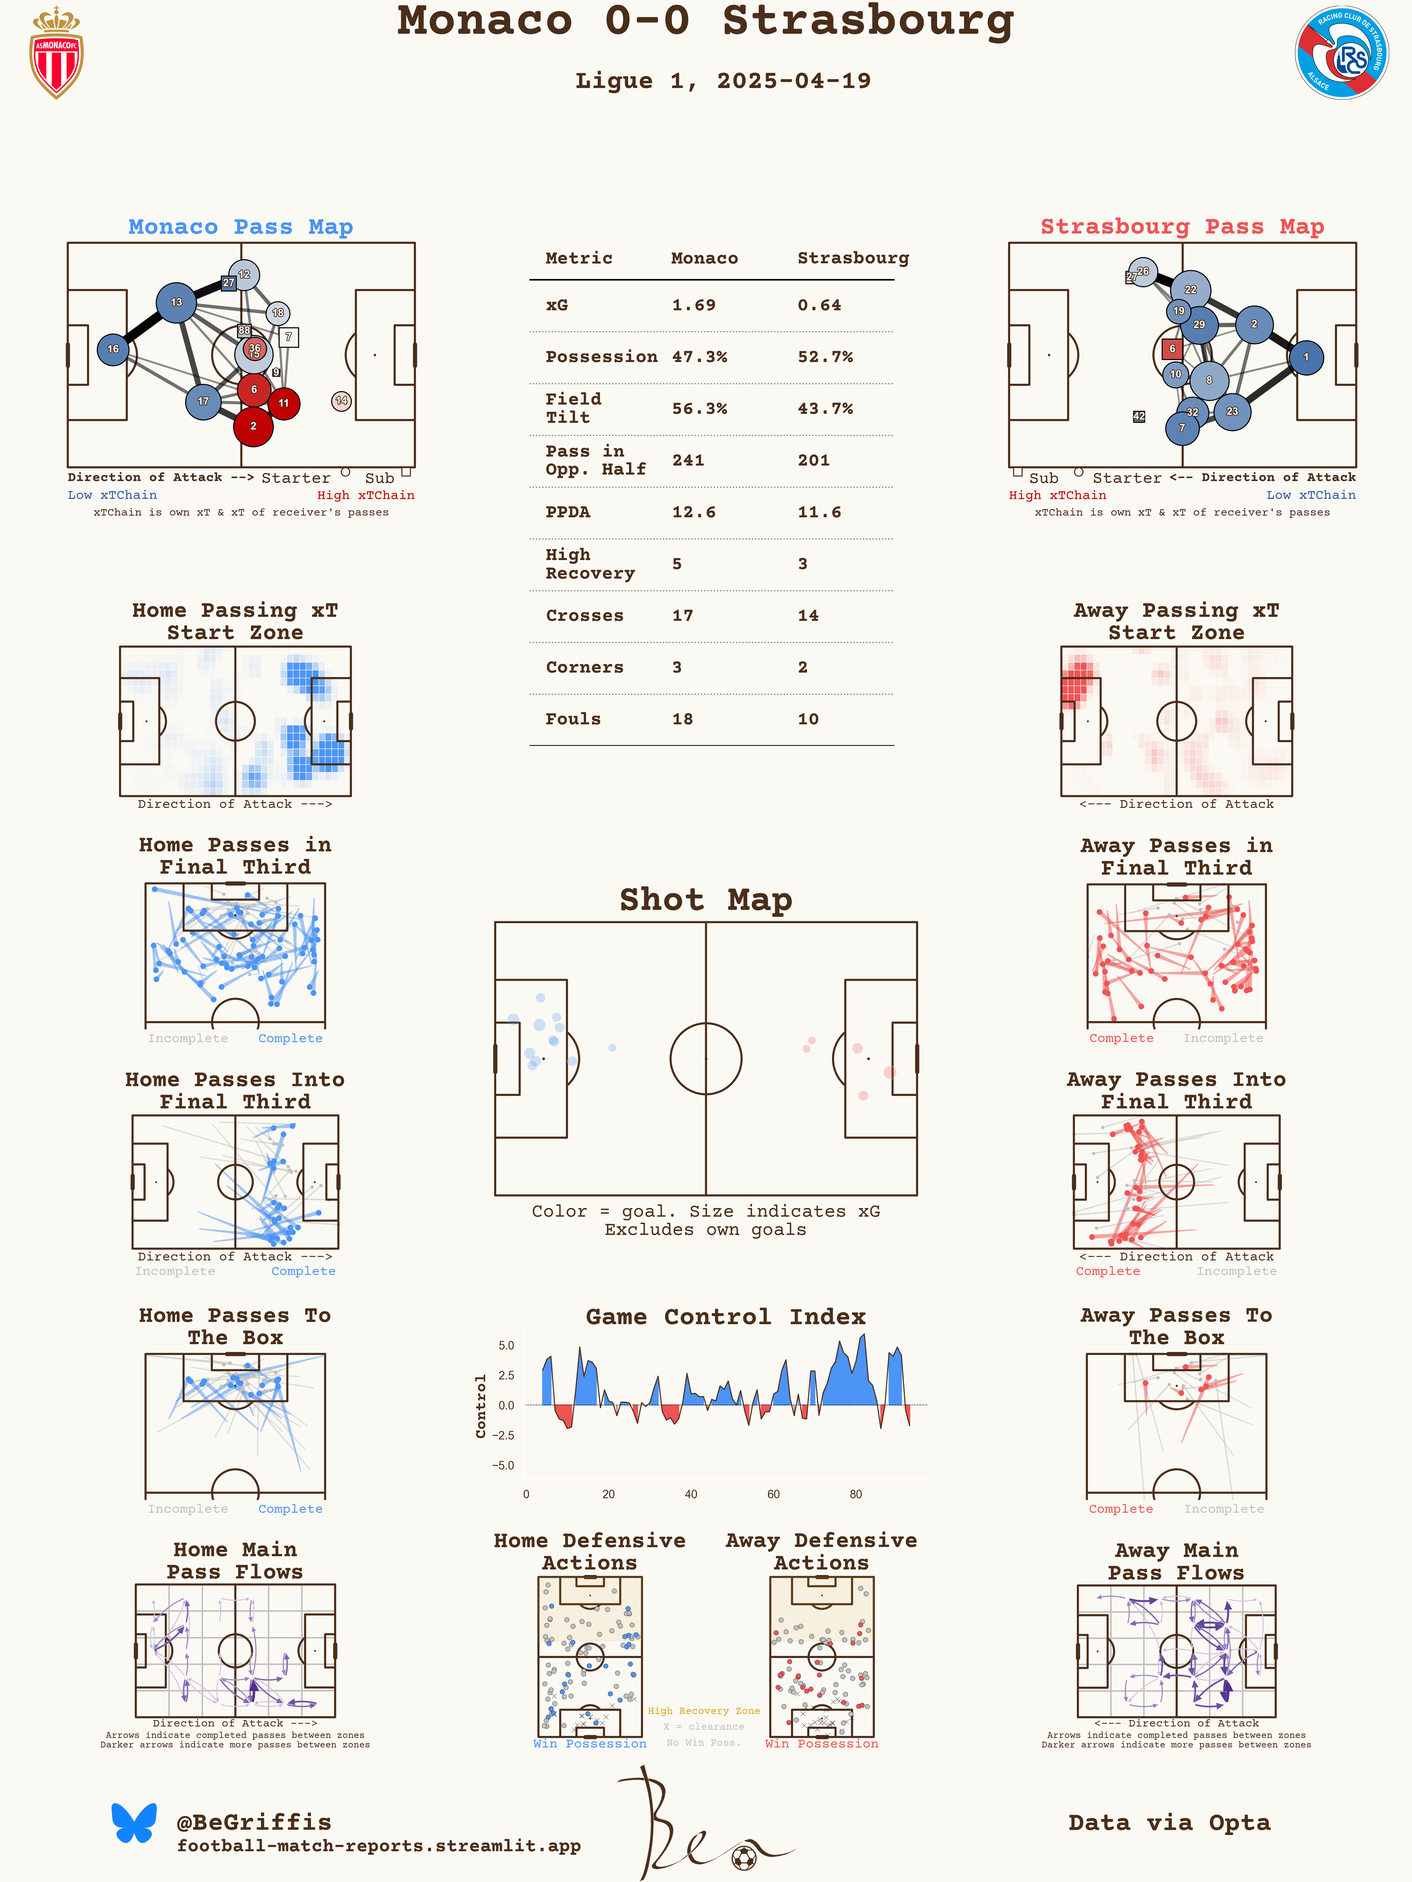 Monaco 0-0 Strasbourg
Ligue 1, 2025-04-19
AS MONACO FC
RACING CLUB DE STRASBOURG
ALSACE
RCS
Monaco Pass Map
12
27
13
18
88
7
36
15
16
9
6
17
11
14
2
Direction of Attack --> Starter Sub
Low xTChain High xTChain
xTChain is own xT & xT of receiver's passes
Metric Monaco Strasbourg
xG 1.69 0.64
Possession 47.3% 52.7%
Field
Tilt 56.3% 43.7%
Pass in
Opp. Half 241 201
PPDA 12.6 11.6
High
Recovery 5 3
Crosses 17 14
Corners 3 2
Fouls 18 10
Strasbourg Pass Map
26
27
22
19
29
2
6
1
10
8
42
32
23
7
Sub Starter <-- Direction of Attack
High xTChain Low xTChain
xTChain is own xT & xT of receiver's passes
Home Passing xT
Start Zone
Direction of Attack --->
Away Passing xT
Start Zone
<--- Direction of Attack
Home Passes in
Final Third
Incomplete Complete
Away Passes in
Final Third
Complete Incomplete
Shot Map
Color = goal. Size indicates xG
Excludes own goals
Home Passes Into
Final Third
Direction of Attack --->
Incomplete Complete
Away Passes Into
Final Third
<--- Direction of Attack
Complete Incomplete
Home Passes To
The Box
Incomplete Complete
Game Control Index
Control
5.0
2.5
0.0
−2.5
−5.0
0 20 40 60 80
Away Passes To
The Box
Complete Incomplete
Home Main
Pass Flows
Direction of Attack --->
Arrows indicate completed passes between zones
Darker arrows indicate more passes between zones
Home Defensive
Actions
Win Possession
High Recovery Zone
X = clearance
No Win Poss.
Away Defensive
Actions
Win Possession
Away Main
Pass Flows
<--- Direction of Attack
Arrows indicate completed passes between zones
Darker arrows indicate more passes between zones
@BeGriffis
football-match-reports.streamlit.app
Ben
Data via Opta